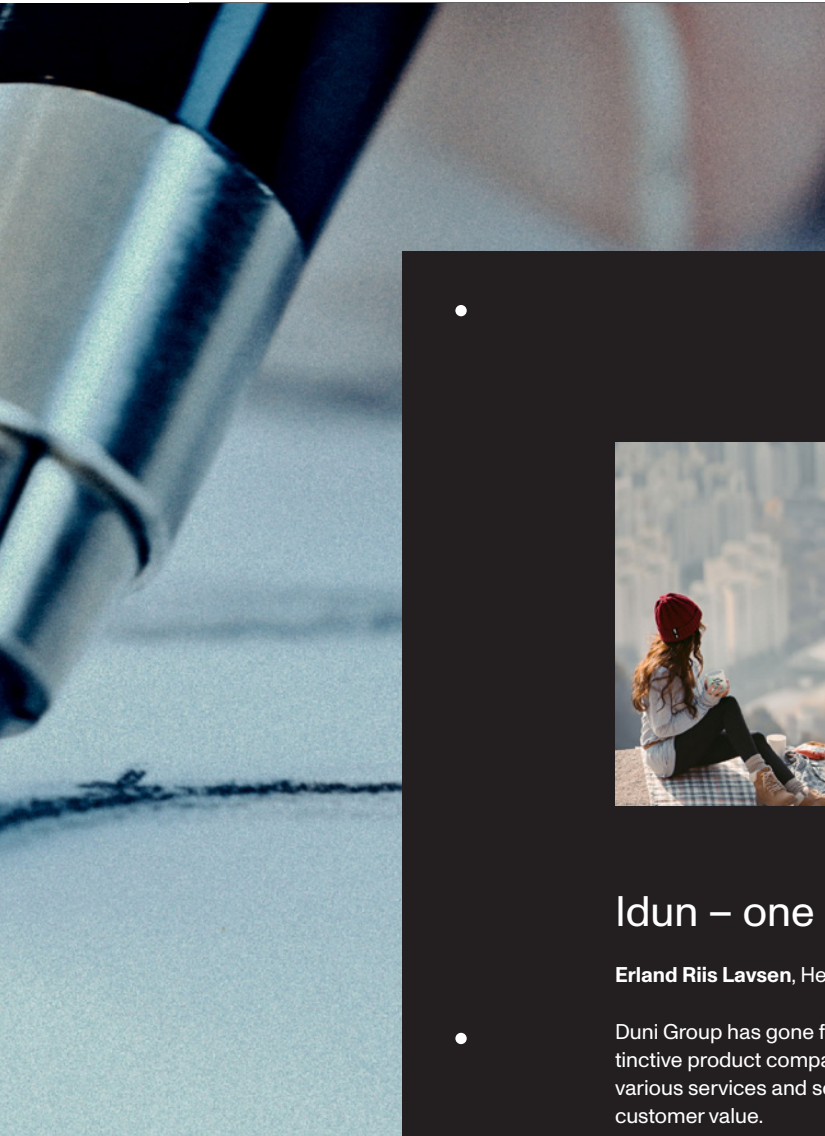 Idun – one
Erland Riis Lavsen, He
Duni Group has gone f
tinctive product compa
various services and s
customer value.